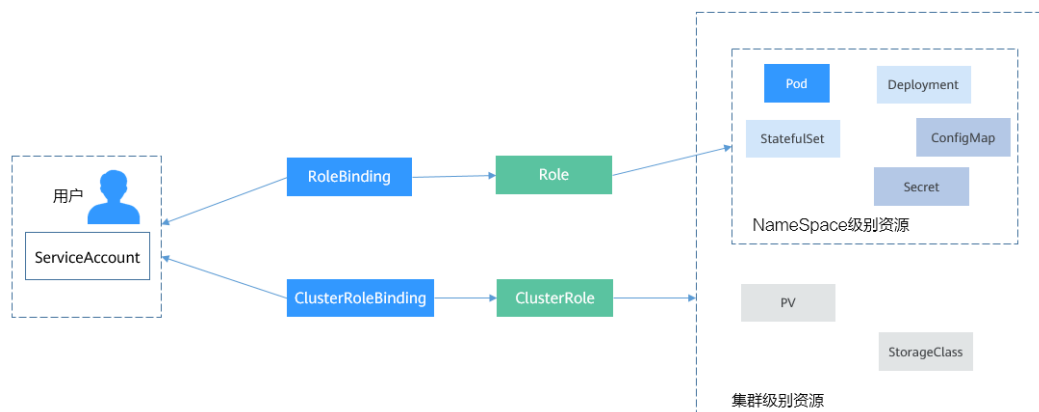 用户
ServiceAccount
RoleBinding
Role
ClusterRoleBinding
ClusterRole
Pod
Deployment
StatefulSet
ConfigMap
Secret
NameSpace级别资源
PV
StorageClass
集群级别资源